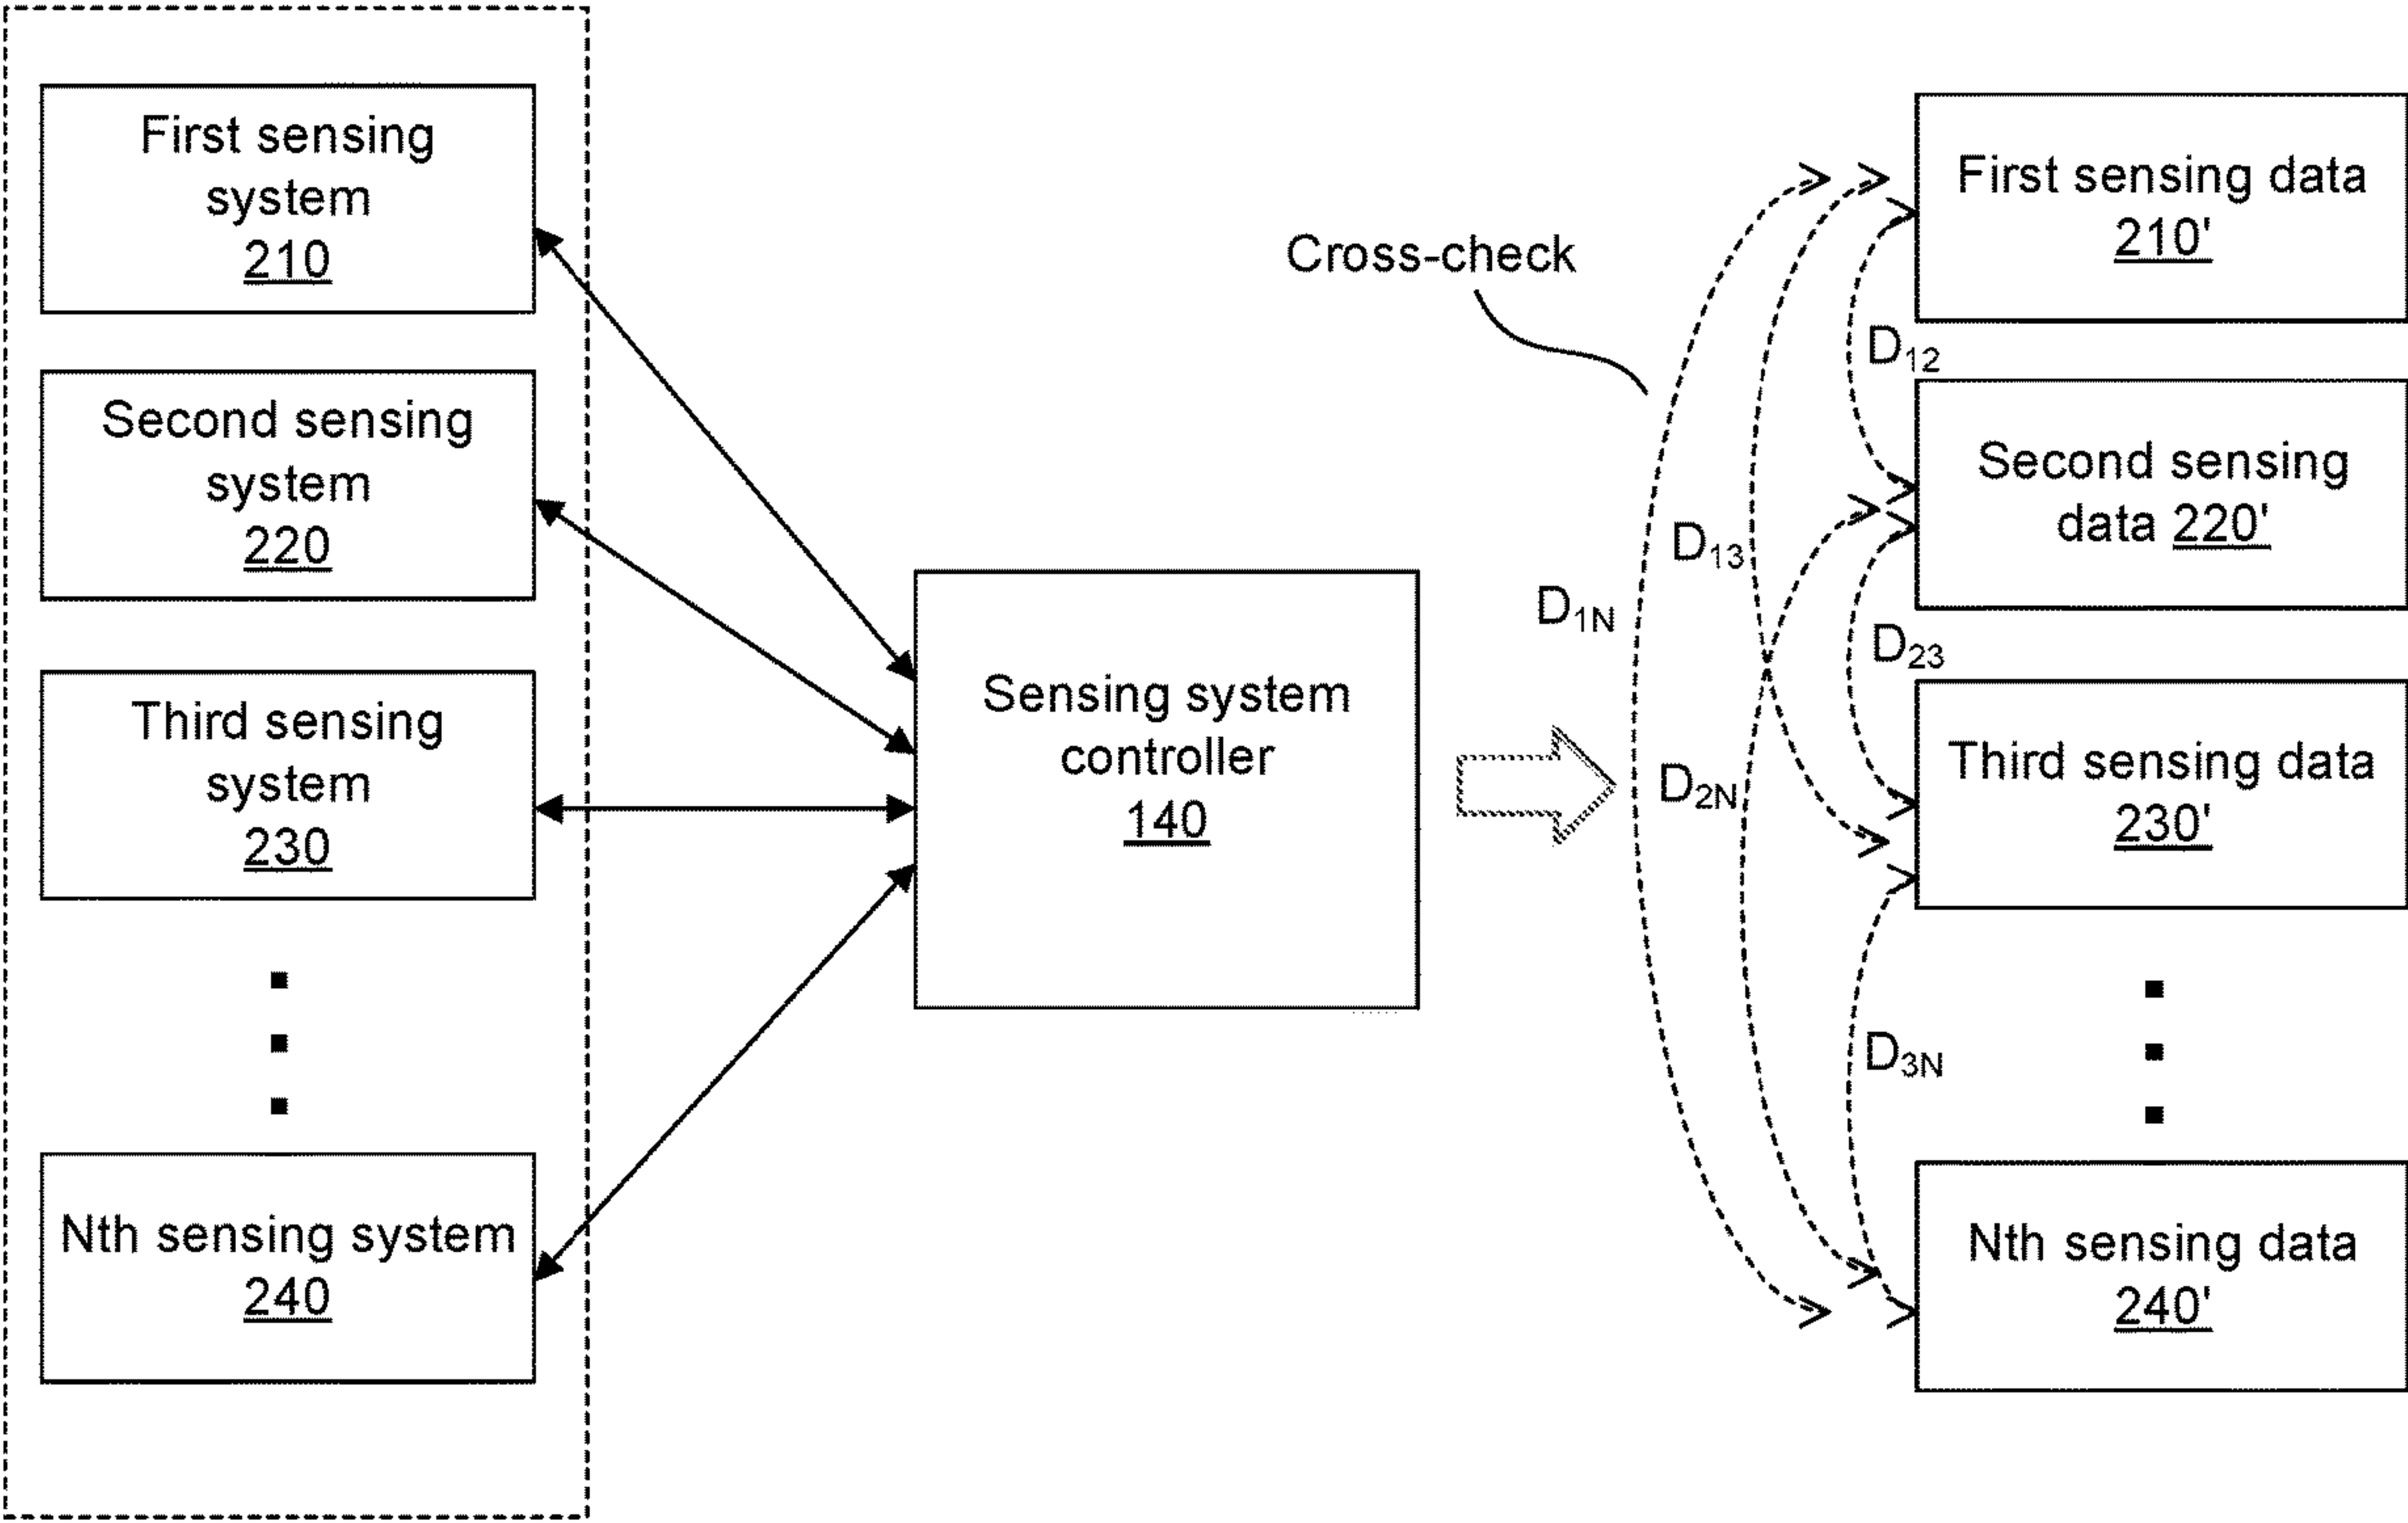 First sensing
system
210
Second sensing
system
220
Third sensing
system
230
Nth sensing system
240
Sensing system
controller
140
Cross-check
D12
D13
D1N
D23
D2N
D3N
First sensing data
210'
Second sensing
data 220'
Third sensing data
230'
Nth sensing data
240'